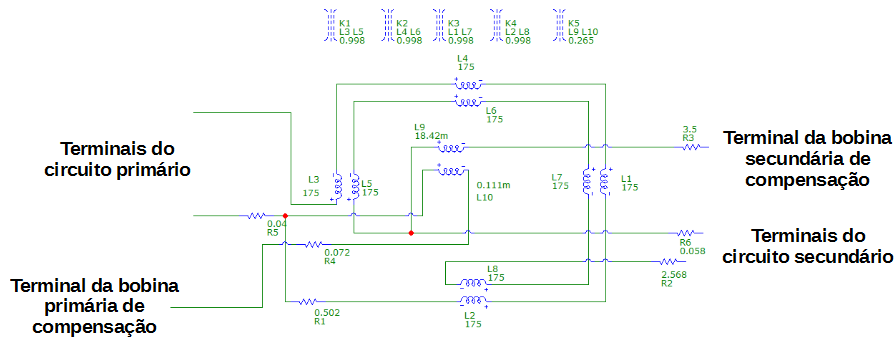 K1
L3 L5
0.998
K2
L4 L6
0.998
K3
L1 L7
0.998
K4
L2 L8
0.998
K5
L9 L10
0.265
L4
175
L6
175
L9
18.42m
3.5
R3
Terminais do
circuito primário
Terminal da bobina
secundária de
compensação
L3
175
L5
175
0.111m
L10
L7
175
L1
175
0.04
R5
0.072
R4
R6
0.058
Terminais do
circuito secundário
L8
175
2.568
R2
Terminal da bobina
primária de
compensação
0.502
R1
L2
175